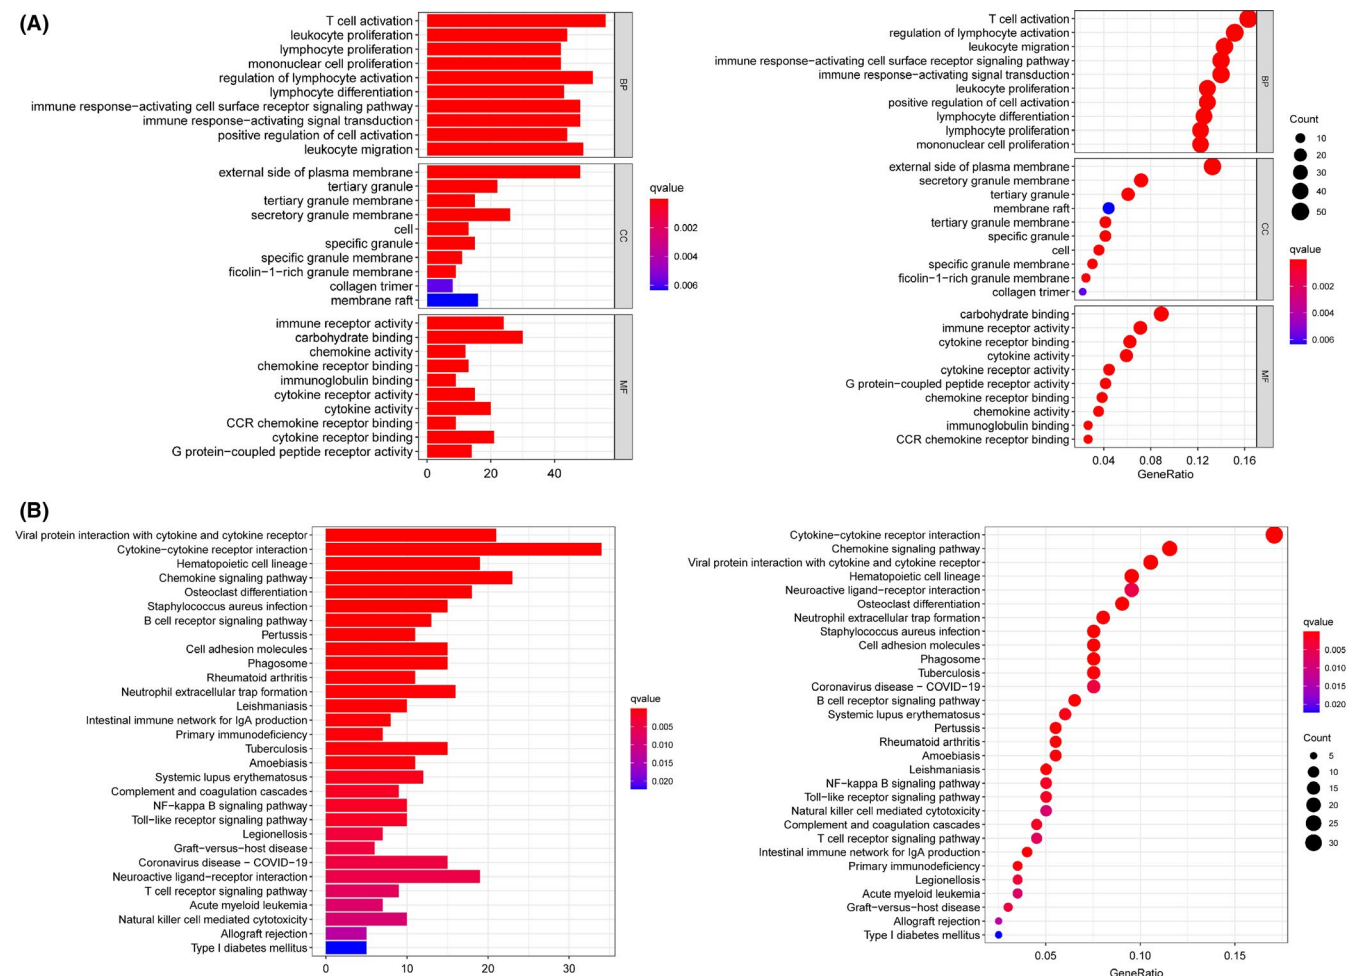 (A)
T cell activation
leukocyte proliferation
lymphocyte proliferation
mononuclear cell proliferation
regulation of lymphocyte activation
lymphocyte differentiation
immune response−activating cell surface receptor signaling pathway
immune response−activating signal transduction
positive regulation of cell activation
leukocyte migration
BP
external side of plasma membrane
tertiary granule
tertiary granule membrane
secretory granule membrane
cell
specific granule
specific granule membrane
ficolin−1−rich granule membrane
collagen trimer
membrane raft
CC
immune receptor activity
carbohydrate binding
chemokine activity
chemokine receptor binding
immunoglobulin binding
cytokine receptor activity
cytokine activity
CCR chemokine receptor binding
cytokine receptor binding
G protein−coupled peptide receptor activity
MF
0 20 40
qvalue
0.002
0.004
0.006
T cell activation
regulation of lymphocyte activation
leukocyte migration
immune response−activating cell surface receptor signaling pathway
immune response−activating signal transduction
leukocyte proliferation
positive regulation of cell activation
lymphocyte differentiation
lymphocyte proliferation
mononuclear cell proliferation
BP
external side of plasma membrane
secretory granule membrane
tertiary granule
membrane raft
tertiary granule membrane
specific granule
cell
specific granule membrane
ficolin−1−rich granule membrane
collagen trimer
CC
carbohydrate binding
immune receptor activity
cytokine receptor binding
cytokine activity
cytokine receptor activity
G protein−coupled peptide receptor activity
chemokine receptor binding
chemokine activity
immunoglobulin binding
CCR chemokine receptor binding
MF
0.04 0.08 0.12 0.16
GeneRatio
Count
10
20
30
40
50
qvalue
0.002
0.004
0.006
(B)
Viral protein interaction with cytokine and cytokine receptor
Cytokine−cytokine receptor interaction
Hematopoietic cell lineage
Chemokine signaling pathway
Osteoclast differentiation
Staphylococcus aureus infection
B cell receptor signaling pathway
Pertussis
Cell adhesion molecules
Phagosome
Rheumatoid arthritis
Neutrophil extracellular trap formation
Leishmaniasis
Intestinal immune network for IgA production
Primary immunodeficiency
Tuberculosis
Amoebiasis
Systemic lupus erythematosus
Complement and coagulation cascades
NF−kappa B signaling pathway
Toll−like receptor signaling pathway
Legionellosis
Graft−versus−host disease
Coronavirus disease − COVID−19
Neuroactive ligand−receptor interaction
T cell receptor signaling pathway
Acute myeloid leukemia
Natural killer cell mediated cytotoxicity
Allograft rejection
Type I diabetes mellitus
0 10 20 30
qvalue
0.005
0.010
0.015
0.020
Cytokine−cytokine receptor interaction
Chemokine signaling pathway
Viral protein interaction with cytokine and cytokine receptor
Hematopoietic cell lineage
Neuroactive ligand−receptor interaction
Osteoclast differentiation
Neutrophil extracellular trap formation
Staphylococcus aureus infection
Cell adhesion molecules
Phagosome
Tuberculosis
Coronavirus disease − COVID−19
B cell receptor signaling pathway
Systemic lupus erythematosus
Pertussis
Rheumatoid arthritis
Amoebiasis
Leishmaniasis
NF−kappa B signaling pathway
Toll−like receptor signaling pathway
Natural killer cell mediated cytotoxicity
Complement and coagulation cascades
T cell receptor signaling pathway
Intestinal immune network for IgA production
Primary immunodeficiency
Legionellosis
Acute myeloid leukemia
Graft−versus−host disease
Allograft rejection
Type I diabetes mellitus
0.05 0.10 0.15
GeneRatio
qvalue
0.005
0.010
0.015
0.020
Count
5
10
15
20
25
30